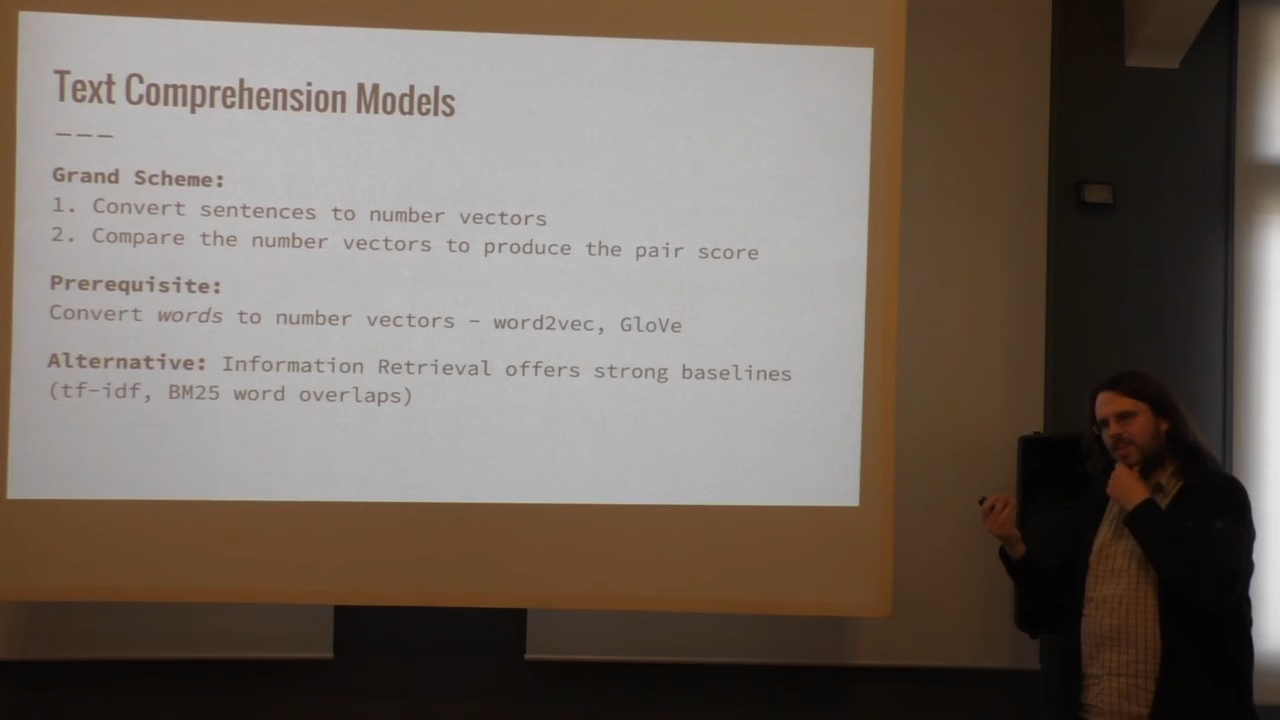 Text Comprehension Models
———
Grand Scheme:
1. Convert sentences to number vectors
2. Compare the number vectors to produce the pair score
Prerequisite:
Convert words to number vectors – word2vec, GloVe
Alternative: Information Retrieval offers strong baselines
(tf-idf, BM25 word overlaps)